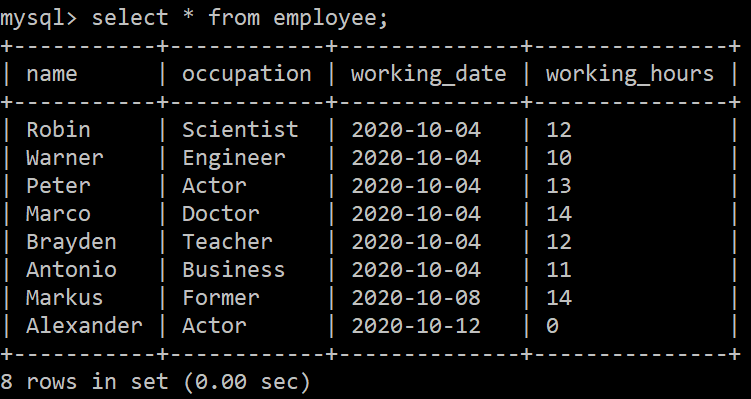 mysql> select * from employee;
+-----------+------------+--------------+---------------+
| name      | occupation | working_date | working_hours |
+-----------+------------+--------------+---------------+
| Robin     | Scientist  | 2020-10-04   | 12            |
| Warner    | Engineer   | 2020-10-04   | 10            |
| Peter     | Actor      | 2020-10-04   | 13            |
| Marco     | Doctor     | 2020-10-04   | 14            |
| Brayden   | Teacher    | 2020-10-04   | 12            |
| Antonio   | Business   | 2020-10-04   | 11            |
| Markus    | Former     | 2020-10-08   | 14            |
| Alexander | Actor      | 2020-10-12   | 0             |
+-----------+------------+--------------+---------------+
8 rows in set (0.00 sec)